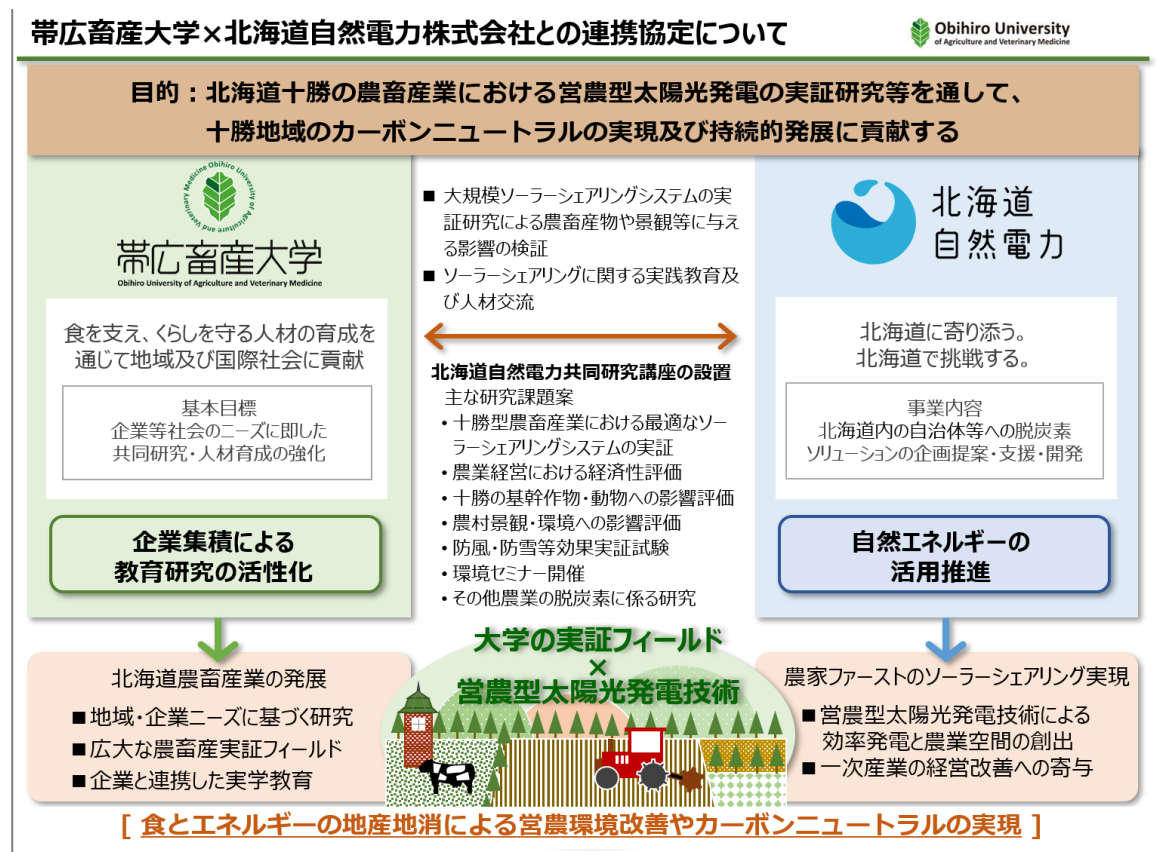 帯広畜産大学×北海道自然電力株式会社との連携協定について
Obihiro University
of Agriculture and Veterinary Medicine
目的：北海道十勝の農畜産業における営農型太陽光発電の実証研究等を通して、
十勝地域のカーボンニュートラルの実現及び持続的発展に貢献する
Obihiro University of Agriculture and Veterinary Medicine
帯広畜産大学
Obihiro University of Agriculture and Veterinary Medicine
食を支え、くらしを守る人材の育成を
通じて地域及び国際社会に貢献
基本目標
企業等社会のニーズに即した
共同研究・人材育成の強化
企業集積による
教育研究の活性化
■ 大規模ソーラーシェアリングシステムの実
証研究による農畜産物や景観等に与え
る影響の検証
■ ソーラーシェアリングに関する実践教育及
び人材交流
北海道自然電力共同研究講座の設置
主な研究課題案
・十勝型農畜産業における最適なソー
ラーシェアリングシステムの実証
・農業経営における経済性評価
・十勝の基幹作物・動物への影響評価
・農村景観・環境への影響評価
・防風・防雪等効果実証試験
・環境セミナー開催
・その他農業の脱炭素に係る研究
北海道
自然電力
北海道に寄り添う。
北海道で挑戦する。
事業内容
北海道内の自治体等への脱炭素
ソリューションの企画提案・支援・開発
自然エネルギーの
活用推進
北海道農畜産業の発展
■地域・企業ニーズに基づく研究
■広大な農畜産実証フィールド
■企業と連携した実学教育
大学の実証フィールド
×
営農型太陽光発電技術
農家ファーストのソーラーシェアリング実現
■営農型太陽光発電技術による
効率発電と農業空間の創出
■一次産業の経営改善への寄与
[ 食とエネルギーの地産地消による営農環境改善やカーボンニュートラルの実現 ]